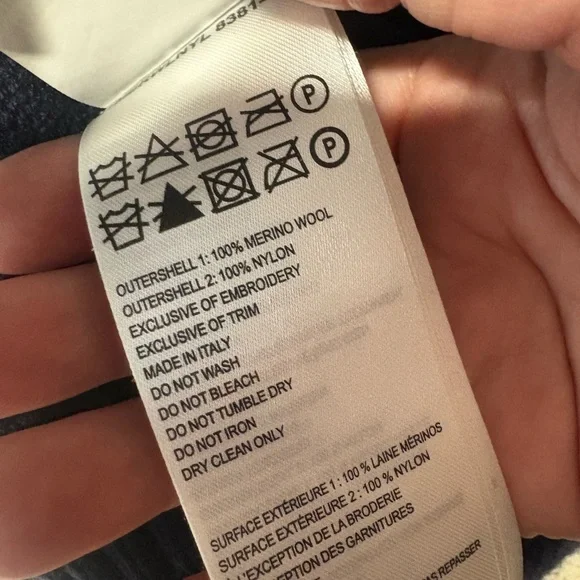 8381
P
P
OUTERSHELL 1: 100% MERINO WOOL
OUTERSHELL 2: 100% NYLON
EXCLUSIVE OF EMBROIDERY
EXCLUSIVE OF TRIM
MADE IN ITALY
DO NOT WASH
DO NOT BLEACH
DO NOT TUMBLE DRY
DO NOT IRON
DRY CLEAN ONLY
SURFACE EXTÉRIEURE 1 : 100 % LAINE MÉRINOS
SURFACE EXTÉRIEURE 2 : 100 % NYLON
L'EXCEPTION DE LA BRODERIE
EXCEPTION DES GARNITURES
REPASSER